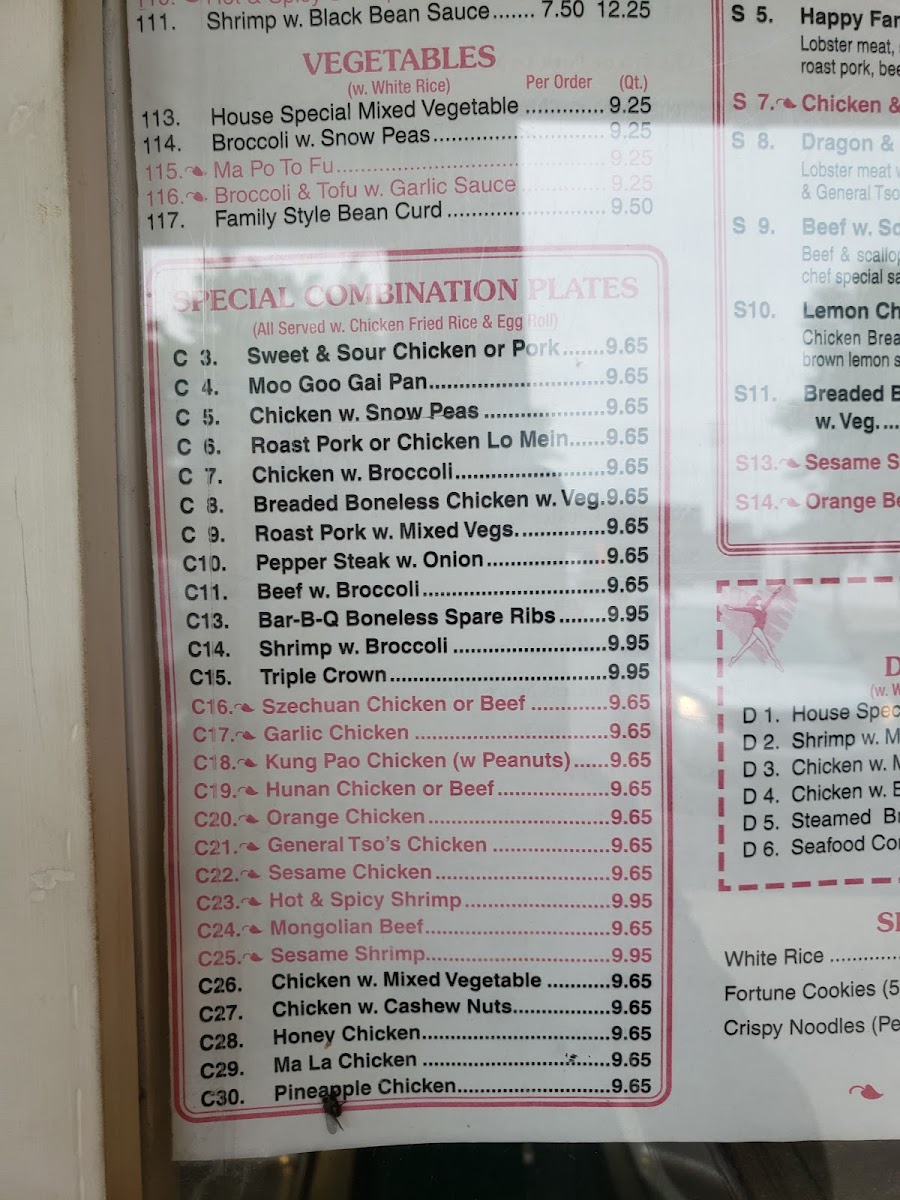 111. Shrimp w. Black Bean Sauce....... 7.50 12.25
VEGETABLES
(w. White Rice) Per Order (Qt.)
113. House Special Mixed Vegetable ............ 9.25
114. Broccoli w. Snow Peas.......................... 9.25
115. Ma Po To Fu......................................... 9.25
116. Broccoli & Tofu w. Garlic Sauce ............. 9.25
117. Family Style Bean Curd ........................ 9.50
SPECIAL COMBINATION PLATES
(All Served w. Chicken Fried Rice & Egg Roll)
C 3. Sweet & Sour Chicken or Pork.......9.65
C 4. Moo Goo Gai Pan.............................9.65
C 5. Chicken w. Snow Peas ....................9.65
C 6. Roast Pork or Chicken Lo Mein......9.65
C 7. Chicken w. Broccoli.........................9.65
C 8. Breaded Boneless Chicken w. Veg.9.65
C 9. Roast Pork w. Mixed Vegs...............9.65
C10. Pepper Steak w. Onion....................9.65
C11. Beef w. Broccoli...............................9.65
C13. Bar-B-Q Boneless Spare Ribs........9.95
C14. Shrimp w. Broccoli ..........................9.95
C15. Triple Crown....................................9.95
C16. Szechuan Chicken or Beef .............9.65
C17. Garlic Chicken ................................9.65
C18. Kung Pao Chicken (w Peanuts)......9.65
C19. Hunan Chicken or Beef...................9.65
C20. Orange Chicken..............................9.65
C21. General Tso's Chicken ...................9.65
C22. Sesame Chicken.............................9.65
C23. Hot & Spicy Shrimp........................9.95
C24. Mongolian Beef...............................9.65
C25. Sesame Shrimp...............................9.95
C26. Chicken w. Mixed Vegetable ...........9.65
C27. Chicken w. Cashew Nuts................9.65
C28. Honey Chicken................................9.65
C29. Ma La Chicken ................................9.65
C30. Pineapple Chicken..........................9.65
S 5. Happy
Lobster meat,
roast pork,
S 7. Chicken &
S 8. Dragon &
Lobster meat
& General Tso
S 9. Beef w.
Beef &
chef special
S10. Lemon
Chicken
brown lemon
S11. Breaded
w. Veg....
S13. Sesame
S14. Orange
D 1. House
D 2. Shrimp w.
D 3. Chicken w.
D 4. Chicken w.
D 5. Steamed
D 6. Seafood
White Rice ..........
Fortune Cookies (5
Crispy Noodles